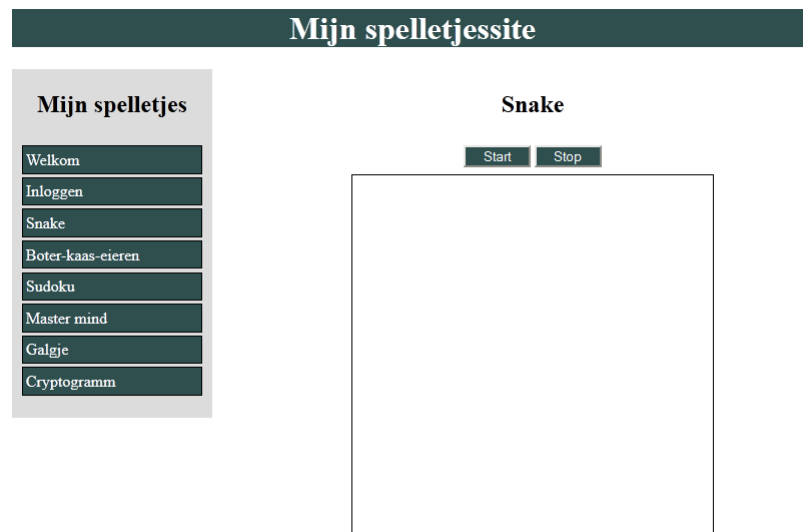 Mijn spelletjessite
Mijn spelletjes
Welkom
Inloggen
Snake
Boter-kaas-eieren
Sudoku
Master mind
Galgje
Cryptogramm
Snake
Start Stop